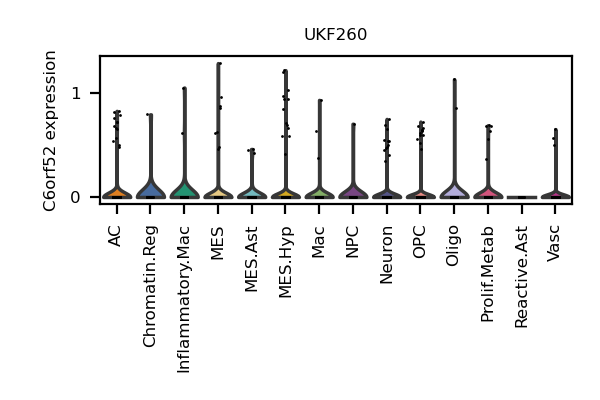 UKF260
C6orf52 expression
1
0
AC
Chromatin.Reg
Inflammatory.Mac
MES
MES.Ast
MES.Hyp
Mac
NPC
Neuron
OPC
Oligo
Prolif.Metab
Reactive.Ast
Vasc